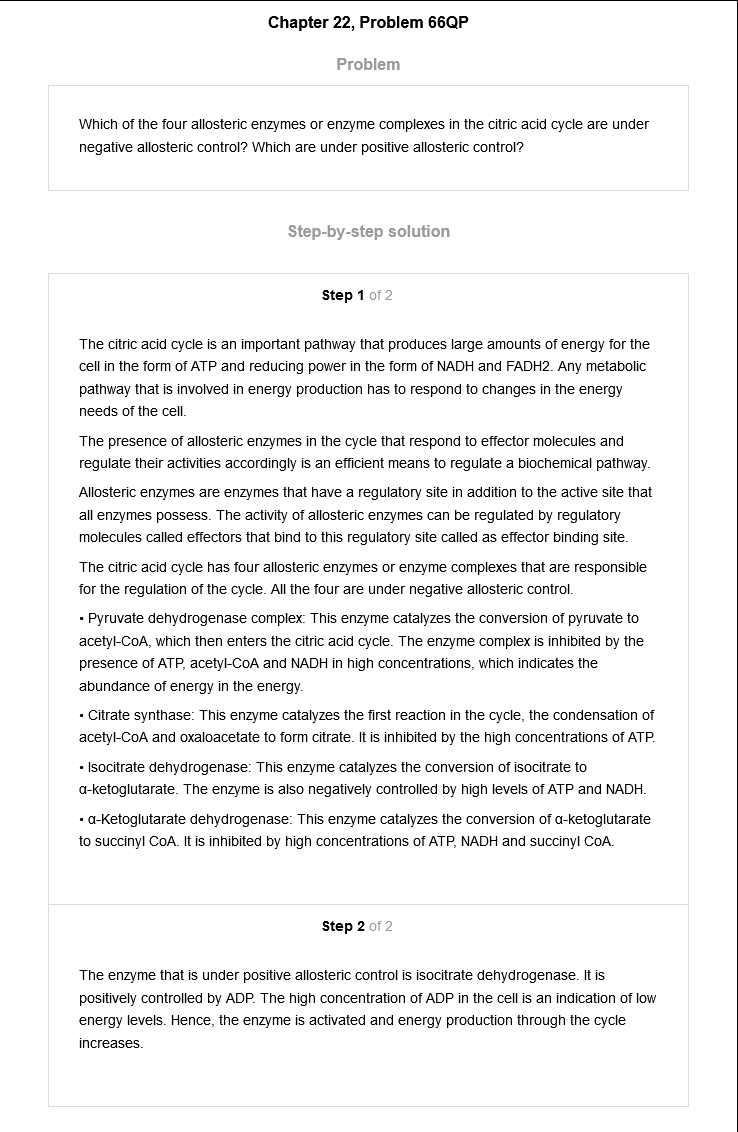 Chapter 22, Problem 66QP
Problem
Which of the four allosteric enzymes or enzyme complexes in the citric acid cycle are under
negative allosteric control? Which are under positive allosteric control?
Step-by-step solution
Step 1 of 2
The citric acid cycle is an important pathway that produces large amounts of energy for the
cell in the form of ATP and reducing power in the form of NADH and FADH2. Any metabolic
pathway that is involved in energy production has to respond to changes in the energy
needs of the cell.
The presence of allosteric enzymes in the cycle that respond to effector molecules and
regulate their activities accordingly is an efficient means to regulate a biochemical pathway.
Allosteric enzymes are enzymes that have a regulatory site in addition to the active site that
all enzymes possess. The activity of allosteric enzymes can be regulated by regulatory
molecules called effectors that bind to this regulatory site called as effector binding site.
The citric acid cycle has four allosteric enzymes or enzyme complexes that are responsible
for the regulation of the cycle. All the four are under negative allosteric control.
• Pyruvate dehydrogenase complex: This enzyme catalyzes the conversion of pyruvate to
acetyl-CoA, which then enters the citric acid cycle. The enzyme complex is inhibited by the
presence of ATP, acetyl-CoA and NADH in high concentrations, which indicates the
abundance of energy in the energy.
• Citrate synthase: This enzyme catalyzes the first reaction in the cycle, the condensation of
acetyl-CoA and oxaloacetate to form citrate. It is inhibited by the high concentrations of ATP.
• Isocitrate dehydrogenase: This enzyme catalyzes the conversion of isocitrate to
α-ketoglutarate. The enzyme is also negatively controlled by high levels of ATP and NADH.
• α-Ketoglutarate dehydrogenase: This enzyme catalyzes the conversion of α-ketoglutarate
to succinyl CoA. It is inhibited by high concentrations of ATP, NADH and succinyl CoA.
Step 2 of 2
The enzyme that is under positive allosteric control is isocitrate dehydrogenase. It is
positively controlled by ADP. The high concentration of ADP in the cell is an indication of low
energy levels. Hence, the enzyme is activated and energy production through the cycle
increases.